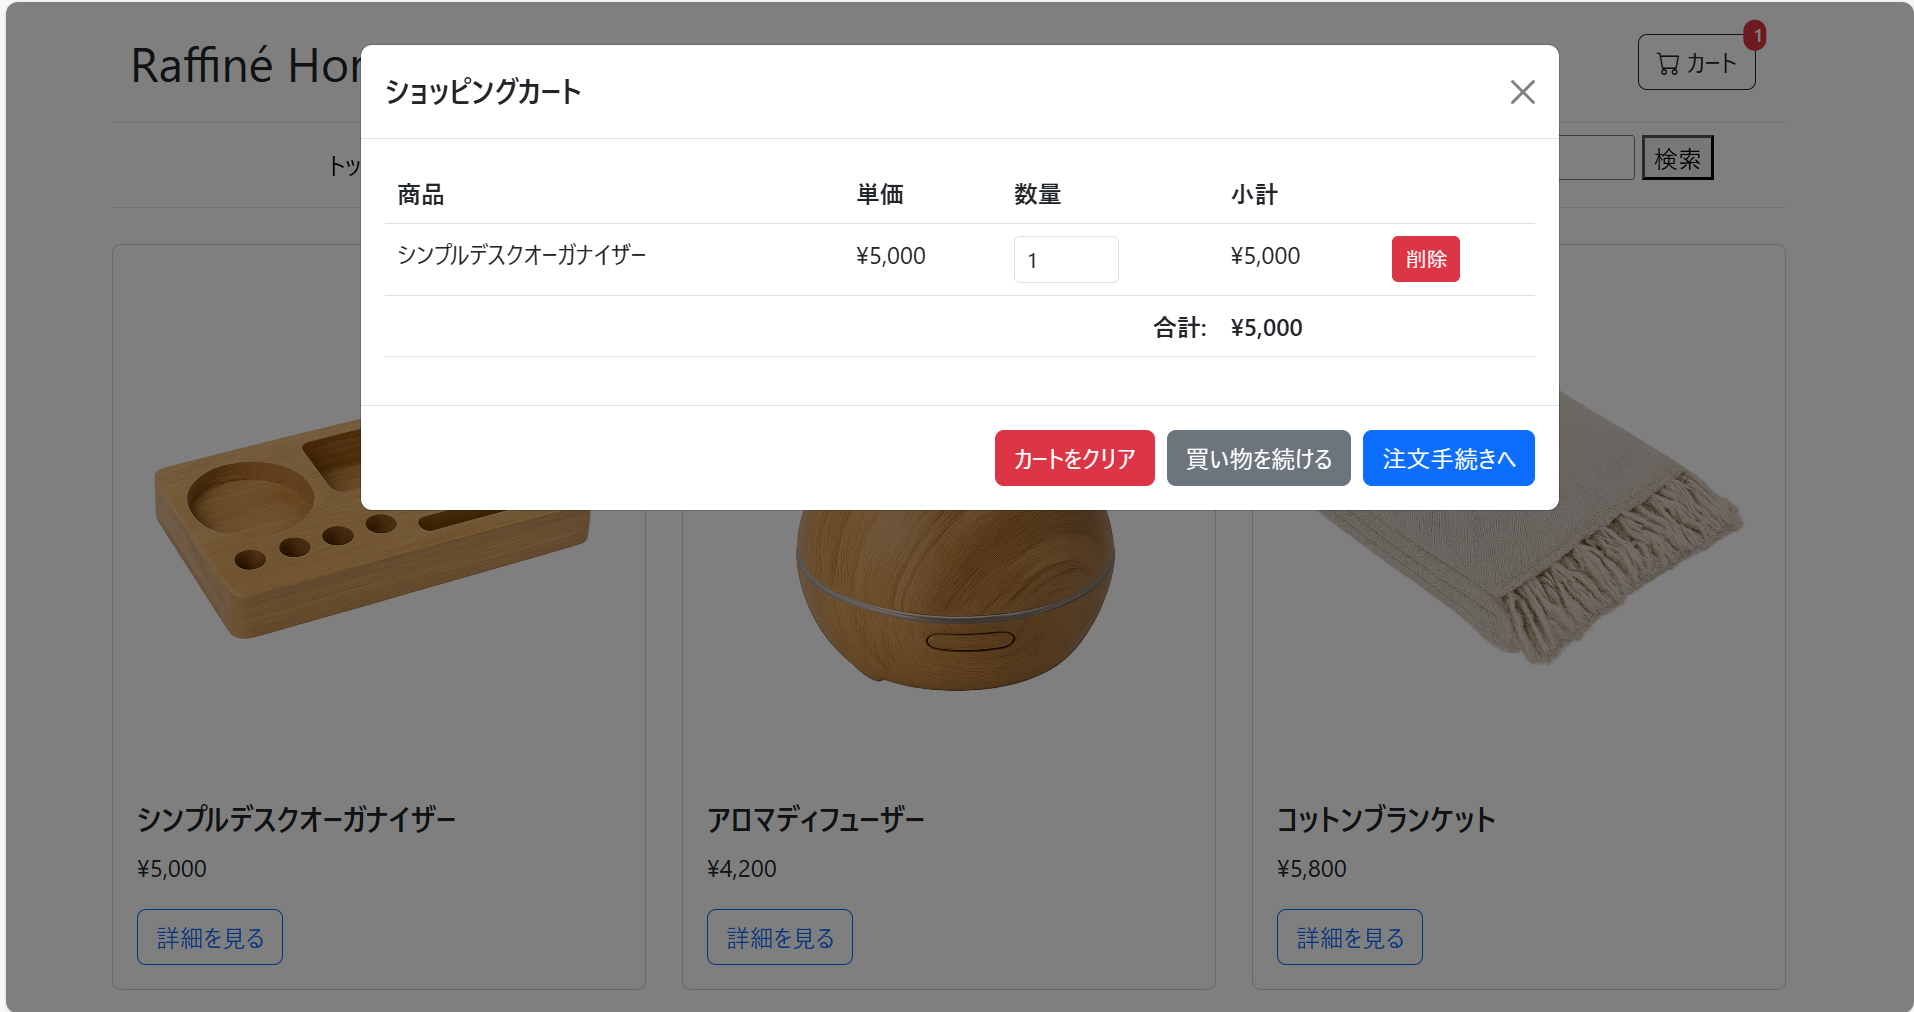 Raffiné Hor
1
カート
トッ
検索
ショッピングカート
商品 単価 数量 小計
シンプルデスクオーガナイザー ¥5,000 1 ¥5,000 削除
合計: ¥5,000
カートをクリア 買い物を続ける 注文手続きへ
シンプルデスクオーガナイザー
¥5,000
詳細を見る
アロマディフューザー
¥4,200
詳細を見る
コットンブランケット
¥5,800
詳細を見る